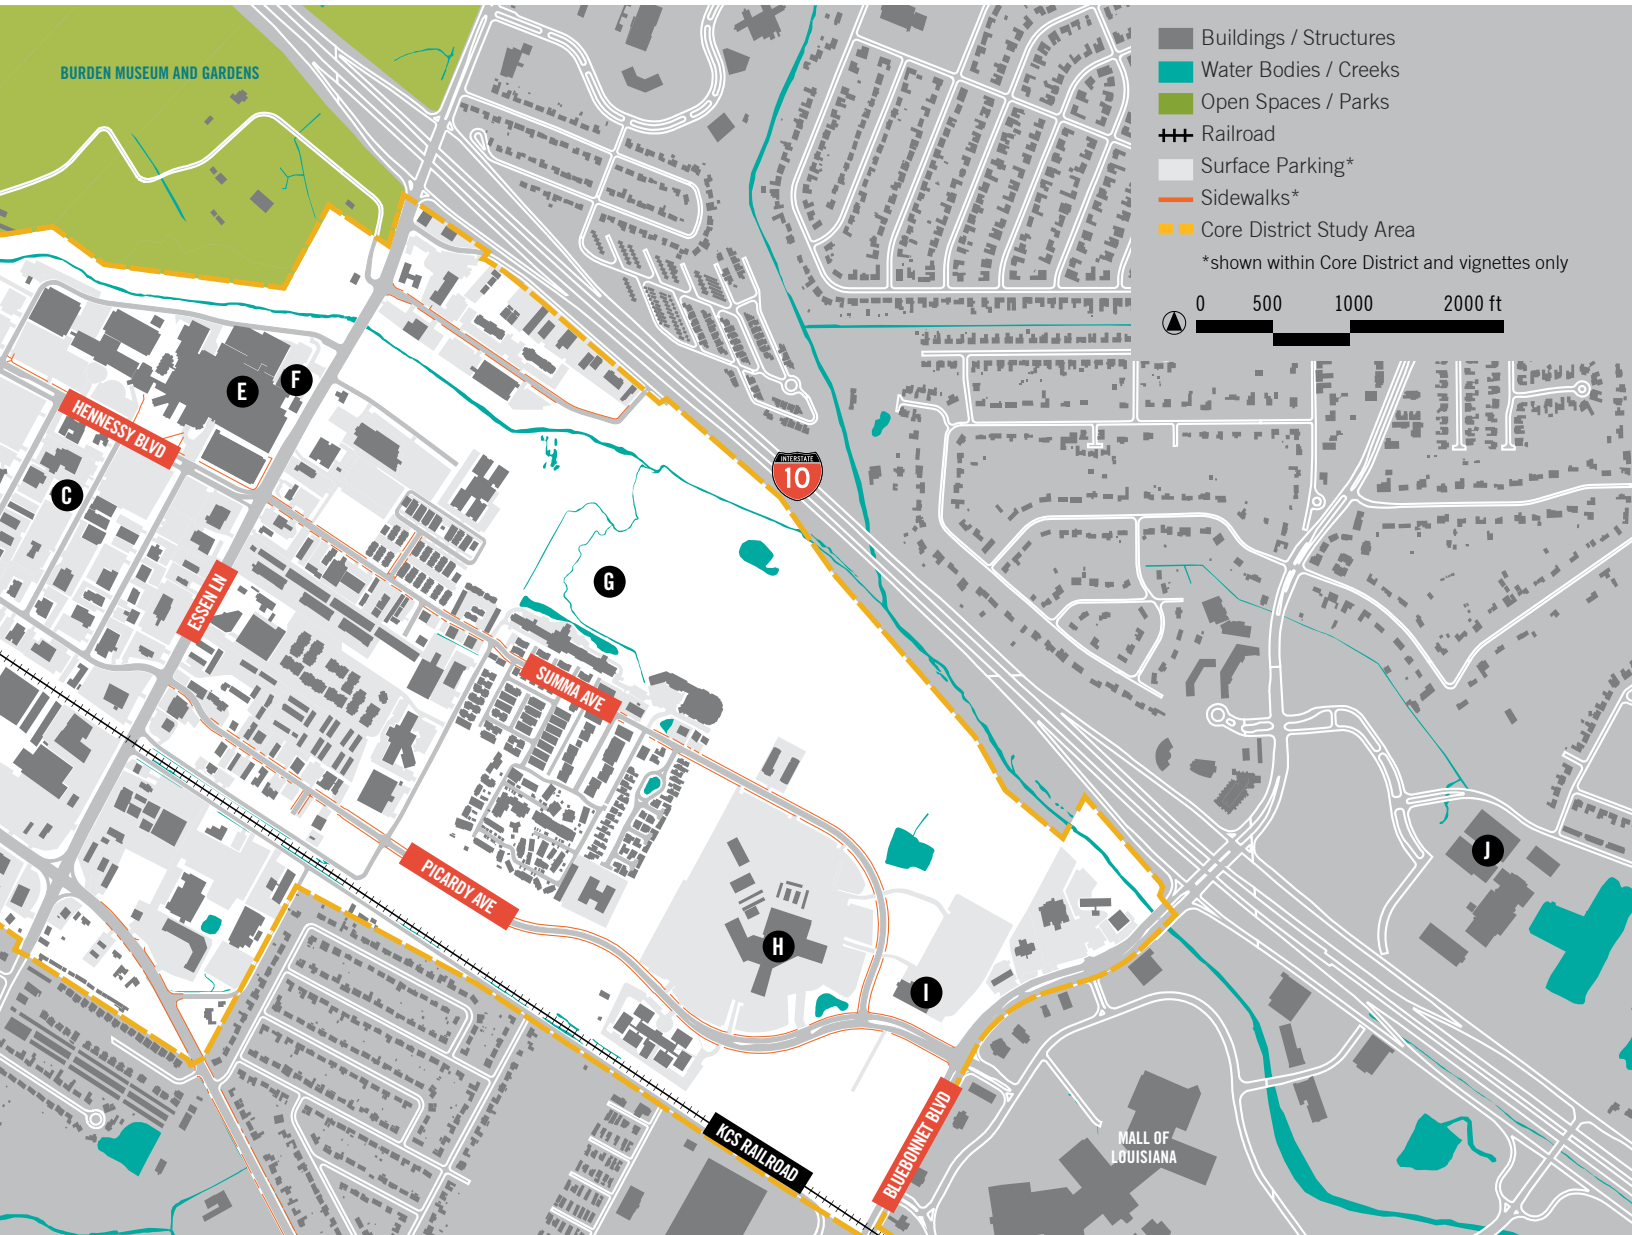 BURDEN MUSEUM AND GARDENS
Buildings / Structures
Water Bodies / Creeks
Open Spaces / Parks
Railroad
Surface Parking*
Sidewalks*
Core District Study Area
*shown within Core District and vignettes only
0 500 1000 2000 ft
E
F
HENNESSY BLVD
C
INTERSTATE
10
G
ESSEN LN
SUMMA AVE
PICARDY AVE
H
I
J
KCS RAILROAD
BLUEBONNET BLVD
MALL OF
LOUISIANA